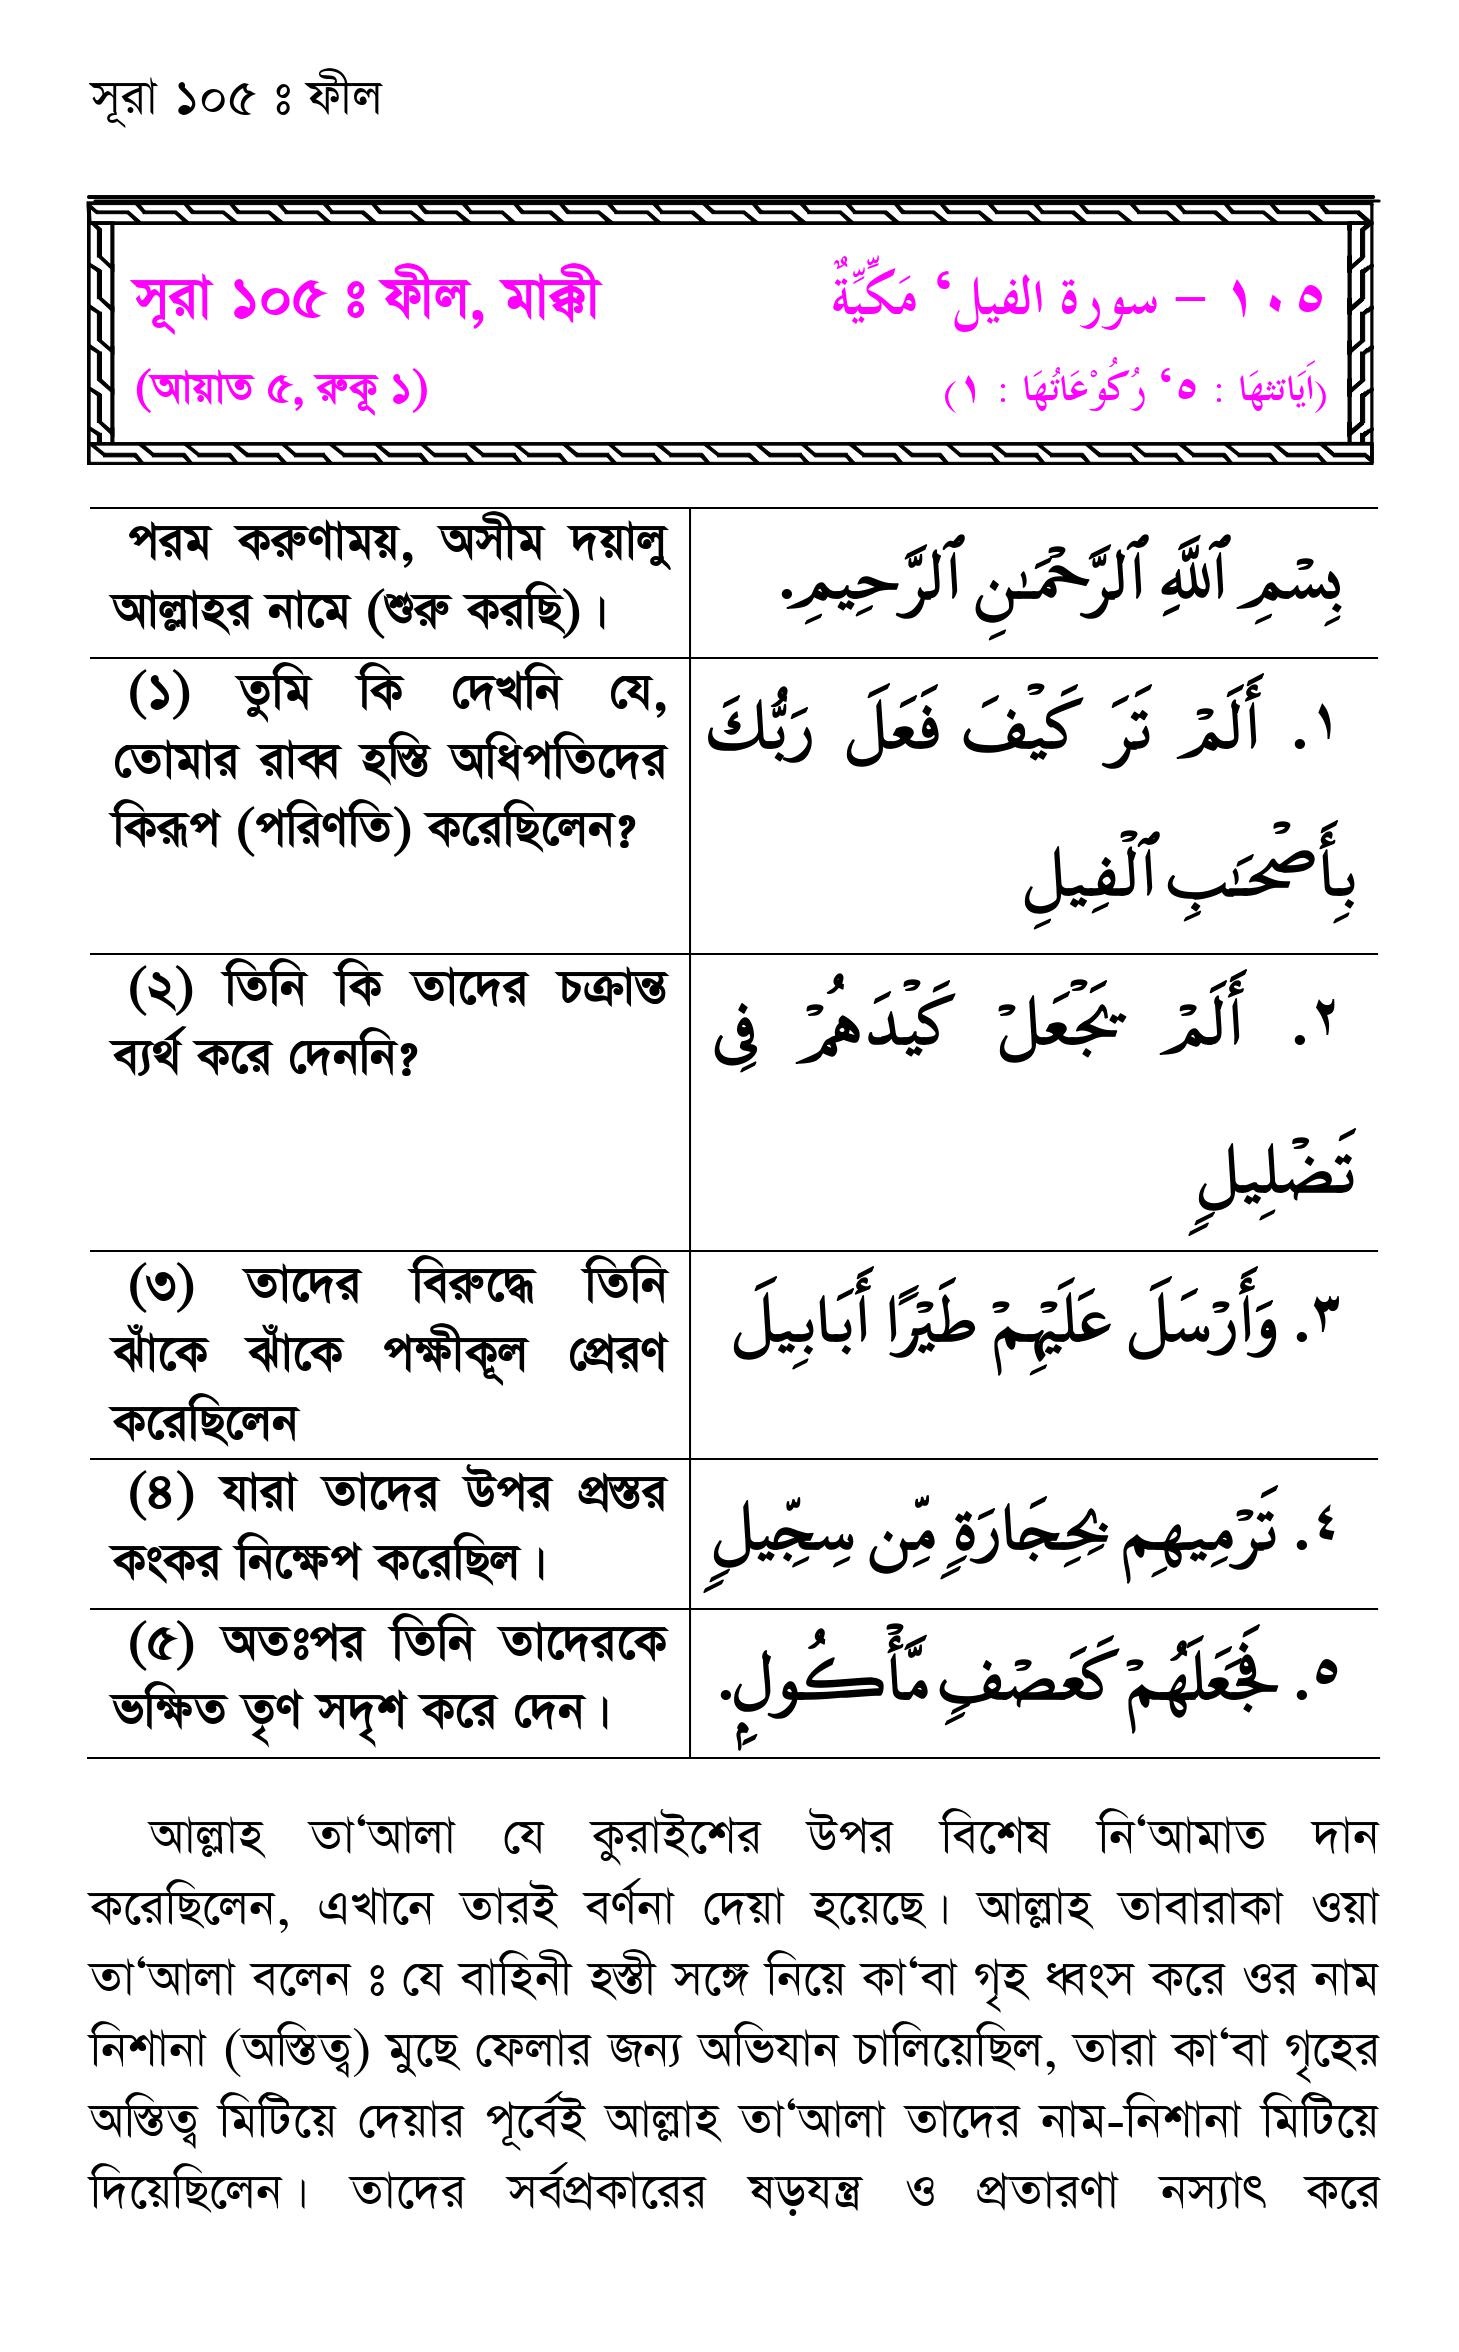 সূরা ১০৫ ঃ ফীল
সূরা ১০৫ ঃ ফীল, মাক্কী
١٠٥ – سورة الفيل‘ مَكِّيَّةٌ
(আয়াত ৫, রুকূ ১)
(اَيَاتثهَا : ٥‘ رُكُوْعَاتُهَا : ١)
পরম করুণাময়, অসীম দয়ালু
আল্লাহর নামে (শুরু করছি)।
بِسْمِ ٱللَّهِ ٱلرَّحْمَـٰنِ ٱلرَّحِيمِ.
(১) তুমি কি দেখনি যে,
তোমার রাব্ব হস্তি অধিপতিদের
কিরূপ (পরিণতি) করেছিলেন?
١. أَلَمْ تَرَ كَيْفَ فَعَلَ رَبُّكَ
بِأَصْحَـٰبِ ٱلْفِيلِ
(২) তিনি কি তাদের চক্রান্ত
ব্যর্থ করে দেননি?
٢. أَلَمْ يَجْعَلْ كَيْدَهُمْ فِى
تَضْلِيلٍ
(৩) তাদের বিরুদ্ধে তিনি
ঝাঁকে ঝাঁকে পক্ষীকূল প্রেরণ
করেছিলেন
٣. وَأَرْسَلَ عَلَيْهِمْ طَيْرًا أَبَابِيلَ
(৪) যারা তাদের উপর প্রস্তর
কংকর নিক্ষেপ করেছিল।
٤. تَرْمِيهِم بِحِجَارَةٍ مِّن سِجِّيلٍ
(৫) অতঃপর তিনি তাদেরকে
ভক্ষিত তৃণ সদৃশ করে দেন।
٥. فَجَعَلَهُمْ كَعَصْفٍ مَّأْكُولٍۭ.
আল্লাহ তা‘আলা যে কুরাইশের উপর বিশেষ নি‘আমাত দান
করেছিলেন, এখানে তারই বর্ণনা দেয়া হয়েছে। আল্লাহ তাবারাকা ওয়া
তা‘আলা বলেন ঃ যে বাহিনী হস্তী সঙ্গে নিয়ে কা‘বা গৃহ ধ্বংস করে ওর নাম
নিশানা (অস্তিত্ব) মুছে ফেলার জন্য অভিযান চালিয়েছিল, তারা কা‘বা গৃহের
অস্তিত্ব মিটিয়ে দেয়ার পূর্বেই আল্লাহ তা‘আলা তাদের নাম-নিশানা মিটিয়ে
দিয়েছিলেন। তাদের সর্বপ্রকারের ষড়যন্ত্র ও প্রতারণা নস্যাৎ করে